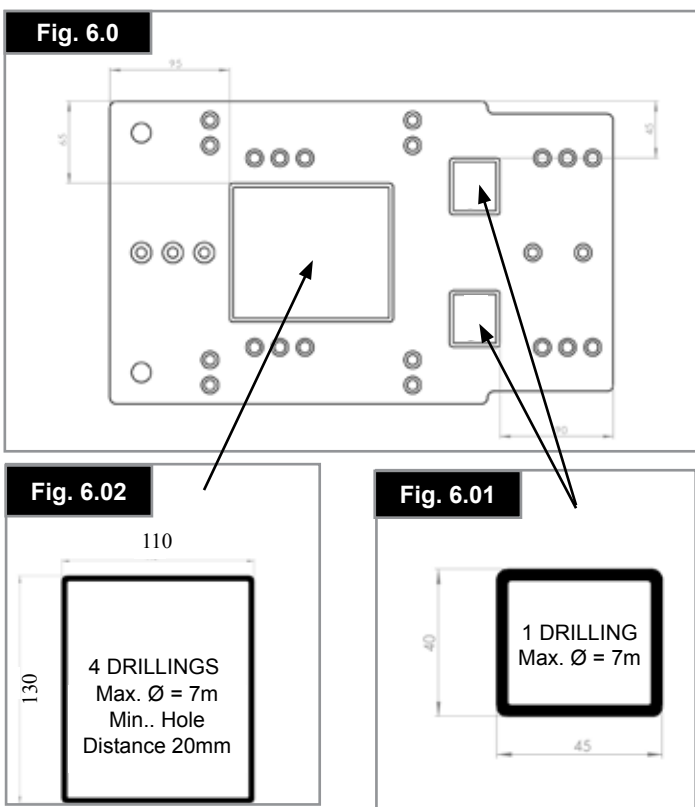 Fig. 6.0
95
65
45
90
Fig. 6.02
110
130
4 DRILLINGS
Max. Ø = 7m
Min.. Hole
Distance 20mm
Fig. 6.01
40
1 DRILLING
Max. Ø = 7m
45